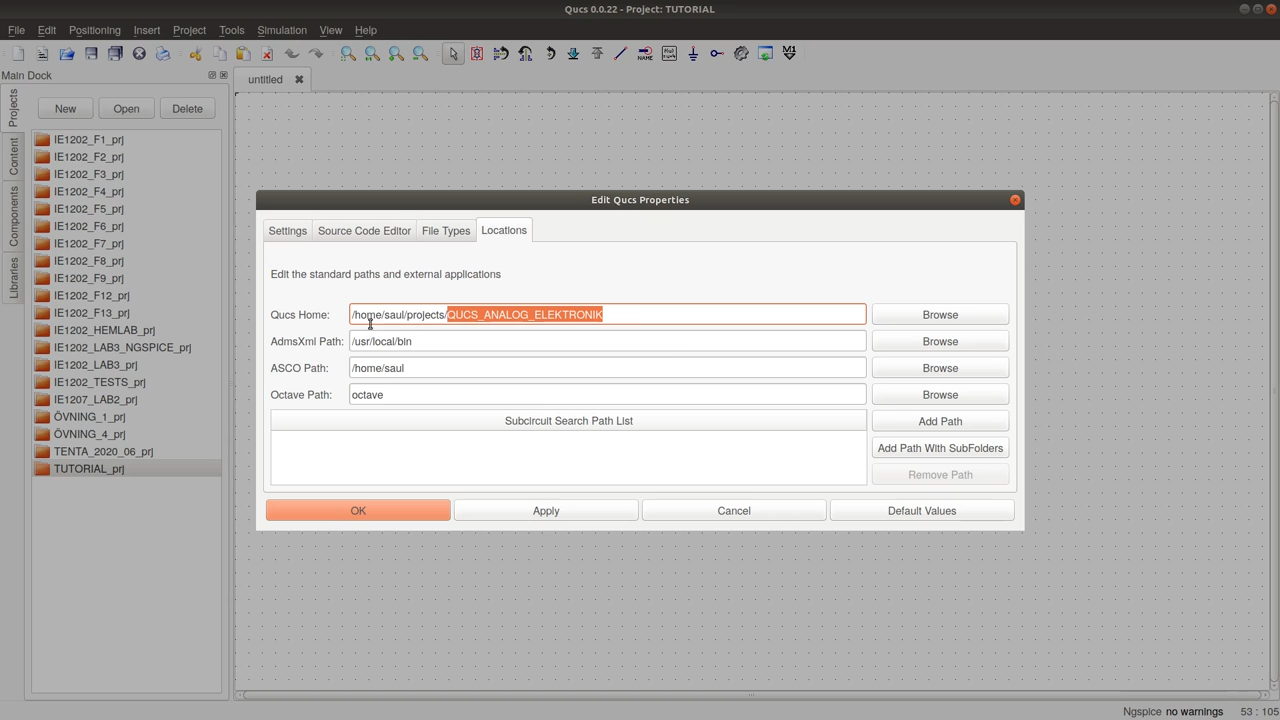 Qucs 0.0.22 - Project: TUTORIAL
File Edit Positioning Insert Project Tools Simulation View Help
NAME
M1
Main Dock
untitled
Projects
Content
Components
Libraries
New Open Delete
IE1202_F1_prj
IE1202_F2_prj
IE1202_F3_prj
IE1202_F4_prj
IE1202_F5_prj
IE1202_F6_prj
IE1202_F7_prj
IE1202_F8_prj
IE1202_F9_prj
IE1202_F12_prj
IE1202_F13_prj
IE1202_HEMLAB_prj
IE1202_LAB3_NGSPICE_prj
IE1202_LAB3_prj
IE1202_TESTS_prj
IE1207_LAB2_prj
ÖVNING_1_prj
ÖVNING_4_prj
TENTA_2020_06_prj
TUTORIAL_prj
Edit Qucs Properties
Settings Source Code Editor File Types Locations
Edit the standard paths and external applications
Qucs Home: /home/saul/projects/QUCS_ANALOG_ELEKTRONIK Browse
AdmsXml Path: /usr/local/bin Browse
ASCO Path: /home/saul Browse
Octave Path: octave Browse
Subcircuit Search Path List Add Path
Add Path With SubFolders
Remove Path
OK Apply Cancel Default Values
Ngspice no warnings 53 : 105